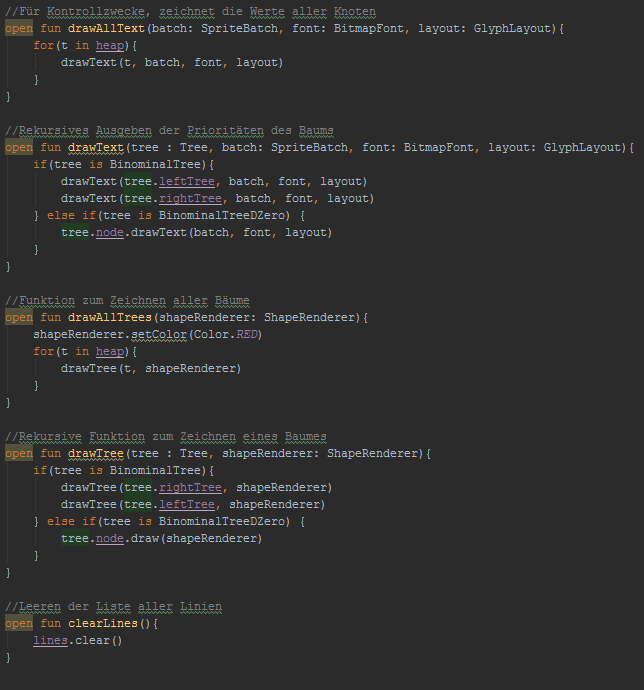 //Für Kontrollzwecke, zeichnet die Werte aller Knoten
open fun drawAllText(batch: SpriteBatch, font: BitmapFont, layout: GlyphLayout){
    for(t in heap){
        drawText(t, batch, font, layout)
    }
}

//Rekursives Ausgeben der Prioritäten des Baums
open fun drawText(tree : Tree, batch: SpriteBatch, font: BitmapFont, layout: GlyphLayout){
    if(tree is BinominalTree){
        drawText(tree.leftTree, batch, font, layout)
        drawText(tree.rightTree, batch, font, layout)
    } else if(tree is BinominalTreeDZero) {
        tree.node.drawText(batch, font, layout)
    }
}

//Funktion zum Zeichnen aller Bäume
open fun drawAllTrees(shapeRenderer: ShapeRenderer){
    shapeRenderer.setColor(Color.RED)
    for(t in heap){
        drawTree(t, shapeRenderer)
    }
}

//Rekursive Funktion zum Zeichnen eines Baumes
open fun drawTree(tree : Tree, shapeRenderer: ShapeRenderer){
    if(tree is BinominalTree){
        drawTree(tree.rightTree, shapeRenderer)
        drawTree(tree.leftTree, shapeRenderer)
    } else if(tree is BinominalTreeDZero) {
        tree.node.draw(shapeRenderer)
    }
}

//Leeren der Liste aller Linien
open fun clearLines(){
    lines.clear()
}